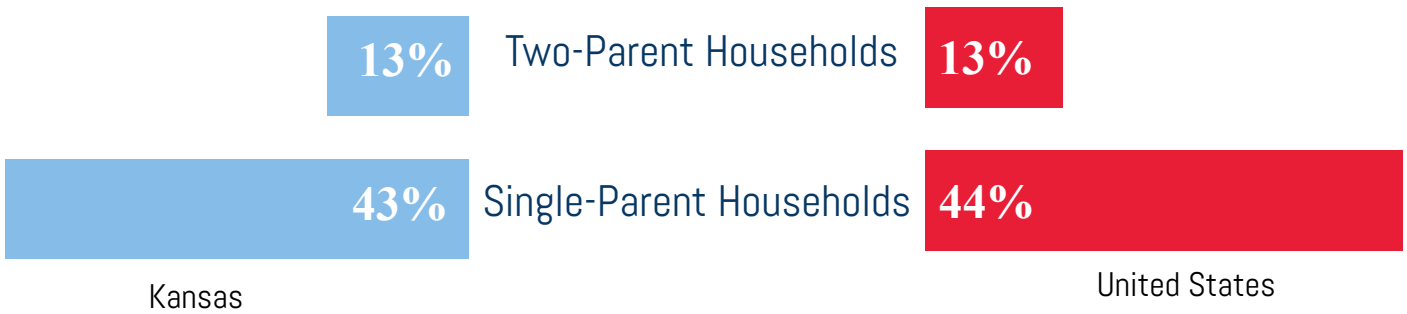 13% Two-Parent Households 13%
43% Single-Parent Households 44%
Kansas United States